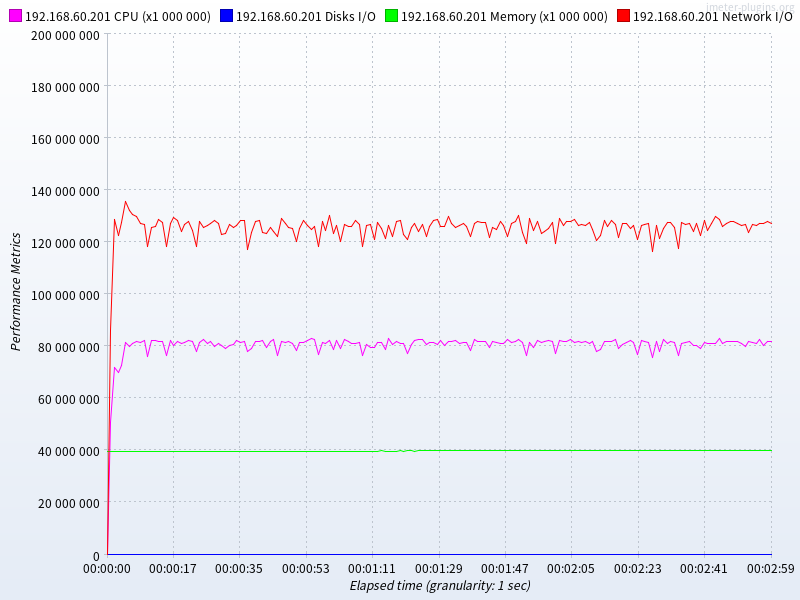 jmeter-plugins.org
192.168.60.201 CPU (x1 000 000) 192.168.60.201 Disks I/O 192.168.60.201 Memory (x1 000 000) 192.168.60.201 Network I/O
200 000 000
180 000 000
160 000 000
140 000 000
120 000 000
100 000 000
80 000 000
60 000 000
40 000 000
20 000 000
0
Performance Metrics
00:00:00 00:00:17 00:00:35 00:00:53 00:01:11 00:01:29 00:01:47 00:02:05 00:02:23 00:02:41 00:02:59
Elapsed time (granularity: 1 sec)